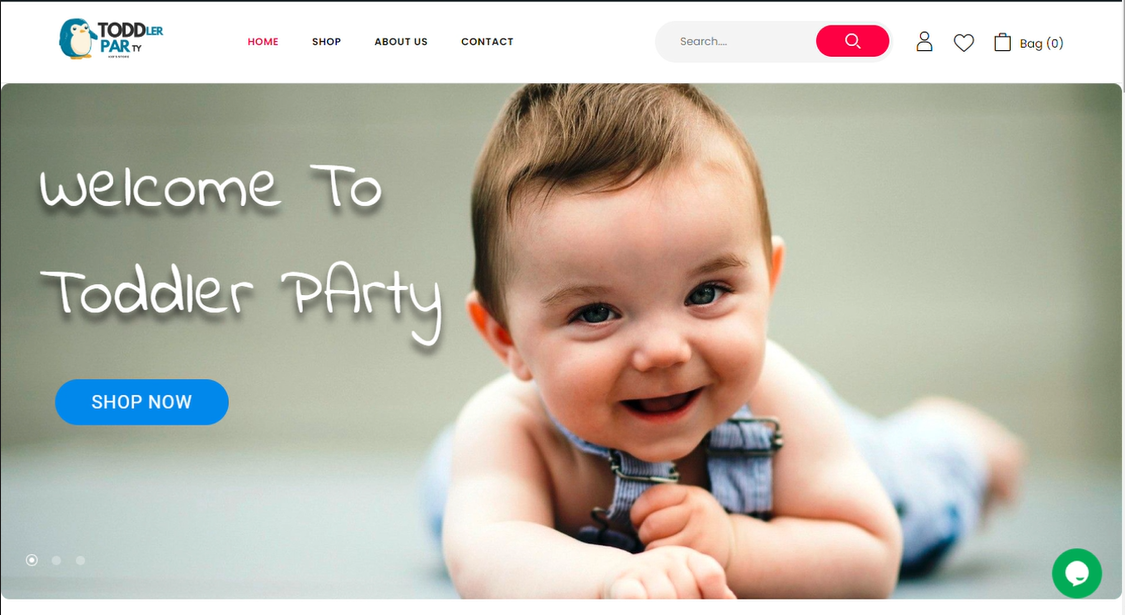 TODDLER
PARTY
HOME
SHOP
ABOUT US
CONTACT
Search....
Bag (0)
Welcome To
Toddler PArty
SHOP NOW